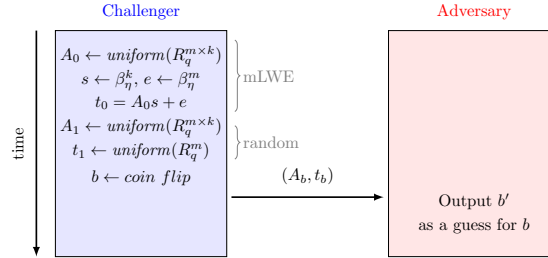 Challenger
Adversary
A₀ ← uniform(R_q^{m×k})
s ← β_η^k, e ← β_η^m
t₀ = A₀s + e
mLWE
A₁ ← uniform(R_q^{m×k})
t₁ ← uniform(R_q^m)
random
b ← coin flip
time
(A_b, t_b)
Output b′
as a guess for b